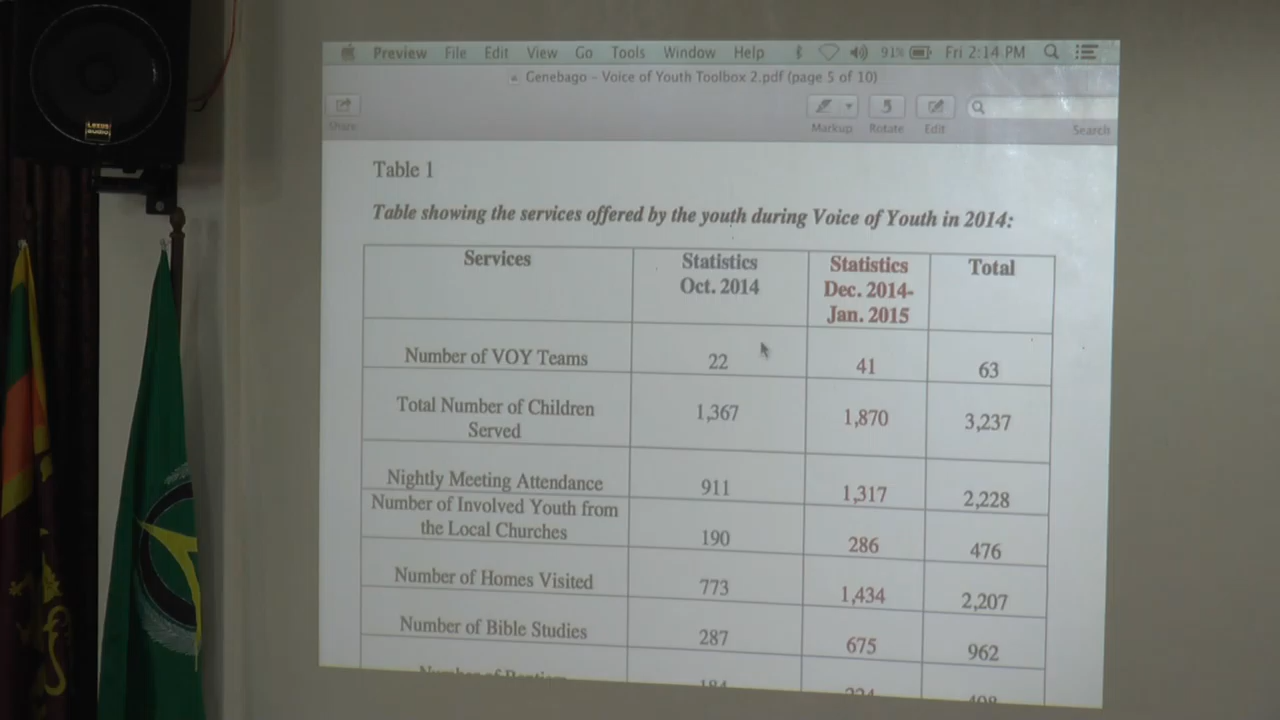 Preview File Edit View Go Tools Window Help 91% Fri 2:14 PM
Genebago - Voice of Youth Toolbox 2.pdf (page 5 of 10)
Share Markup Rotate Edit Search
Table 1
Table showing the services offered by the youth during Voice of Youth in 2014:
Services
Statistics
Oct. 2014
Statistics
Dec. 2014-
Jan. 2015
Total
Number of VOY Teams 22 41 63
Total Number of Children
Served
1,367 1,870 3,237
Nightly Meeting Attendance 911 1,317 2,228
Number of Involved Youth from
the Local Churches
190 286 476
Number of Homes Visited 773 1,434 2,207
Number of Bible Studies 287 675 962
Number of
LEEDS
audio